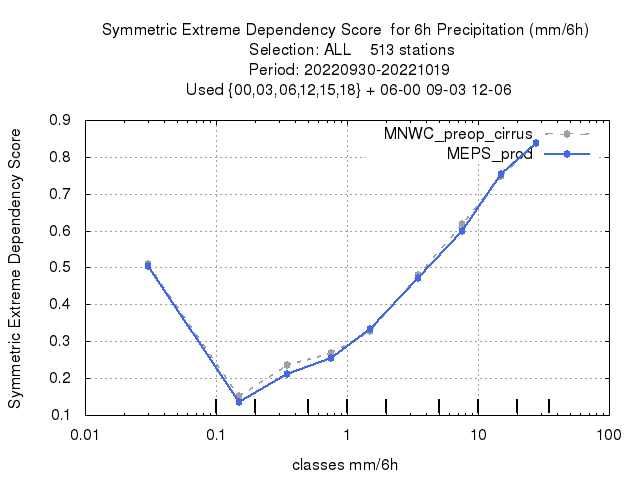 Symmetric Extreme Dependency Score  for 6h Precipitation (mm/6h)
Selection: ALL    513 stations
Period: 20220930-20221019
Used {00,03,06,12,15,18} + 06-00 09-03 12-06
Symmetric Extreme Dependency Score
0.9
0.8
0.7
0.6
0.5
0.4
0.3
0.2
0.1
MNWC_preop_cirrus
MEPS_prod
0.01
0.1
1
10
100
classes mm/6h